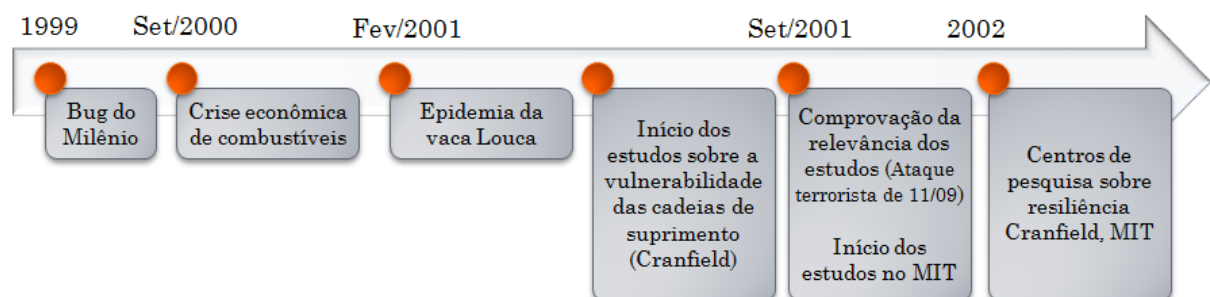 1999
Set/2000
Fev/2001
Set/2001
2002
Bug do
Milênio
Crise econômica
de combustíveis
Epidemia da
vaca Louca
Início dos
estudos sobre a
vulnerabilidade
das cadeias de
suprimento
(Cranfield)
Comprovação da
relevância dos
estudos (Ataque
terrorista de 11/09)
Início dos
estudos no MIT
Centros de
pesquisa sobre
resiliência
Cranfield, MIT